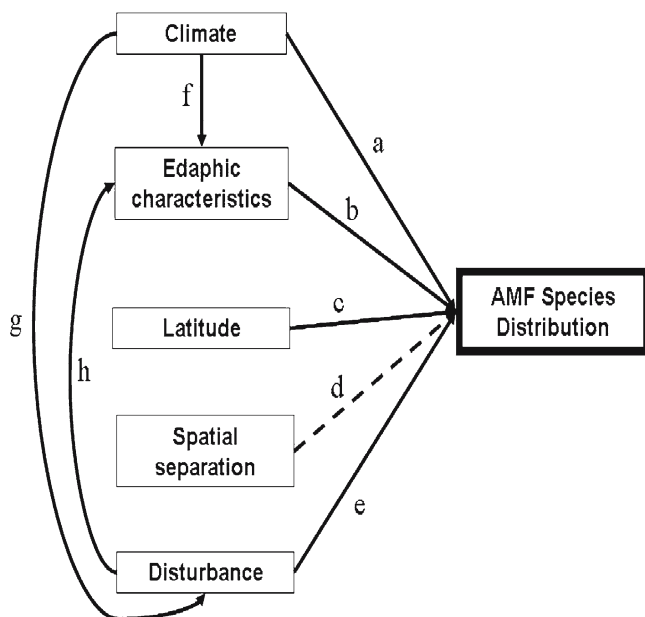 Climate
f
a
Edaphic
characteristics
b
AMF Species
Distribution
c
Latitude
g
h
d
Spatial
separation
e
Disturbance